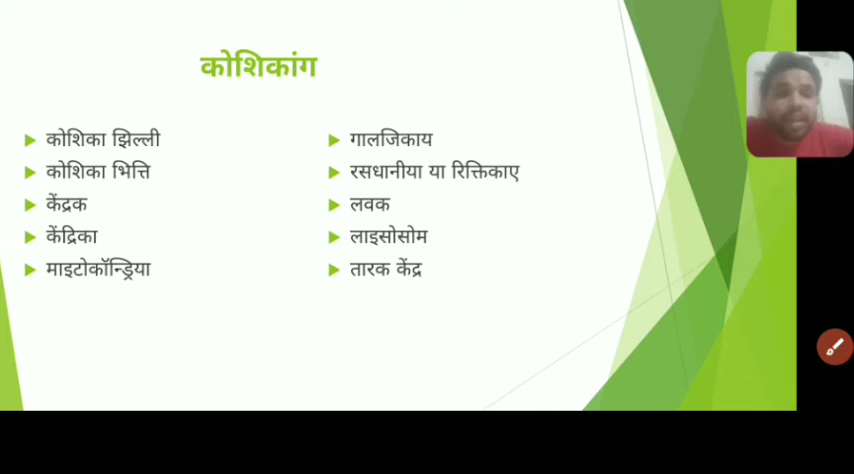 कोशिकांग
कोशिका झिल्ली
कोशिका भित्ति
केंद्रक
केंद्रिका
माइटोकॉन्ड्रिया
गालजिकाय
रसधानीया या रिक्तिकाए
लवक
लाइसोसोम
तारक केंद्र